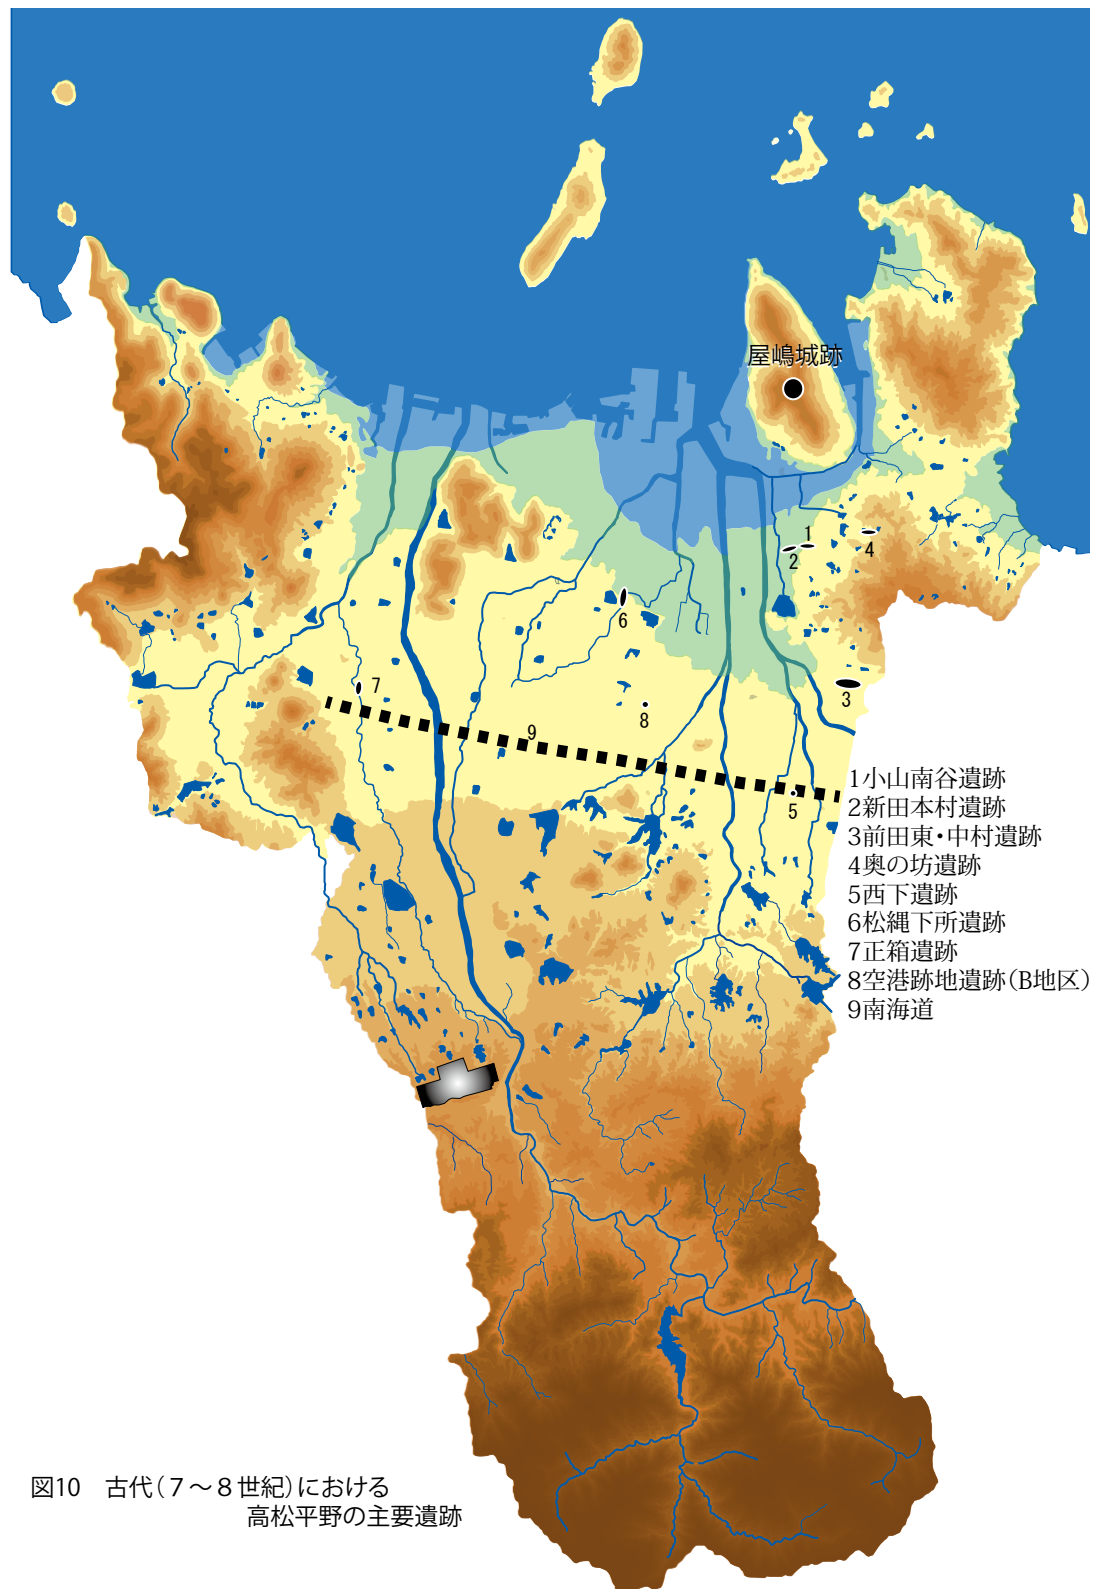 屋嶋城跡
1
2
4
6
7
3
8
9
5
1小山南谷遺跡
2新田本村遺跡
3前田東・中村遺跡
4奥の坊遺跡
5西下遺跡
6松縄下所遺跡
7正箱遺跡
8空港跡地遺跡(B地区)
9南海道
図10　古代(7～8世紀)における
高松平野の主要遺跡